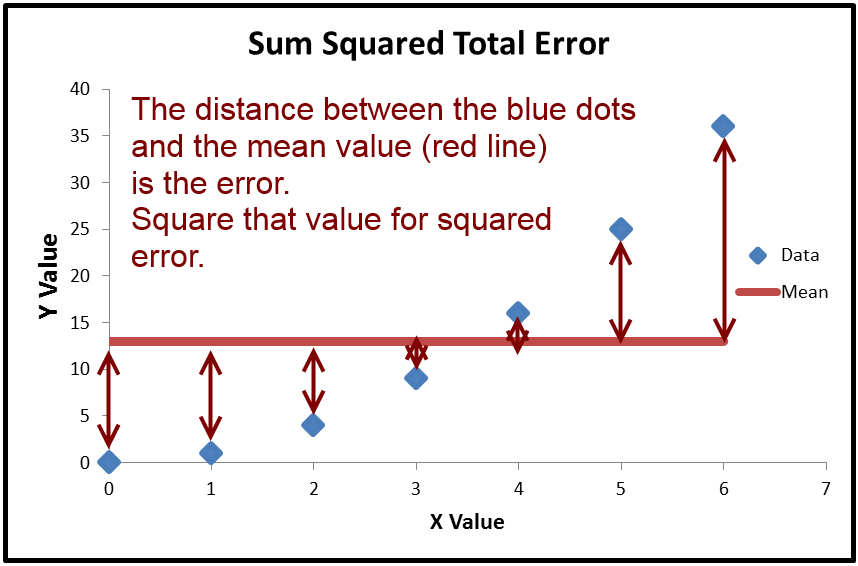 Sum Squared Total Error
The distance between the blue dots
and the mean value (red line)
is the error.
Square that value for squared
error.
Y Value
40
35
30
25
20
15
10
5
0
0 1 2 3 4 5 6 7
X Value
Data
Mean